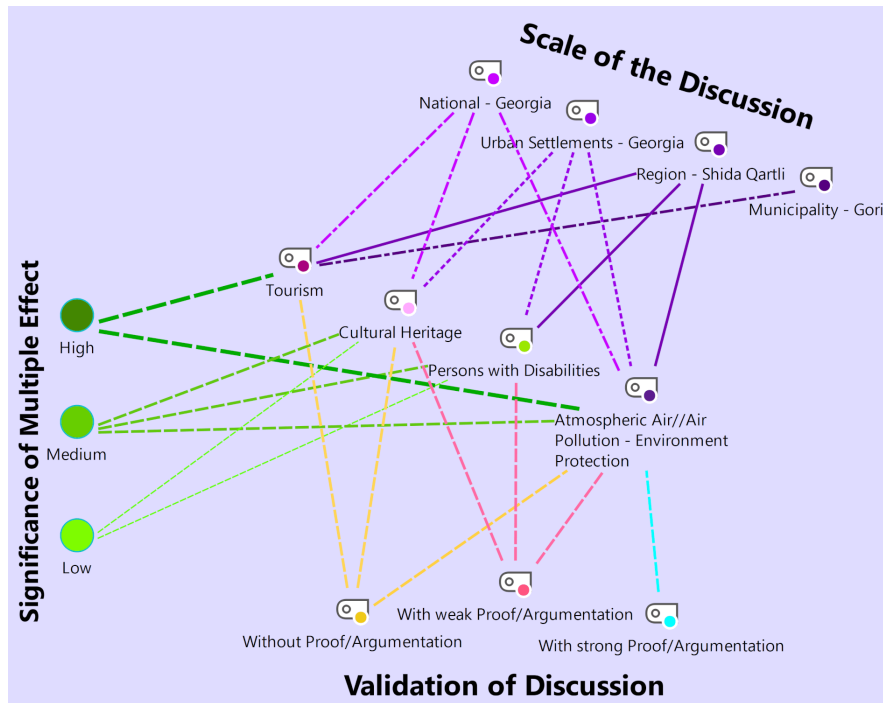 Scale of the Discussion
National - Georgia
Urban Settlements - Georgia
Region - Shida Qartli
Municipality - Gori
Tourism
Cultural Heritage
Persons with Disabilities
Atmospheric Air//Air
Pollution - Environment
Protection
Significance of Multiple Effect
High
Medium
Low
With weak Proof/Argumentation
Without Proof/Argumentation
With strong Proof/Argumentation
Validation of Discussion